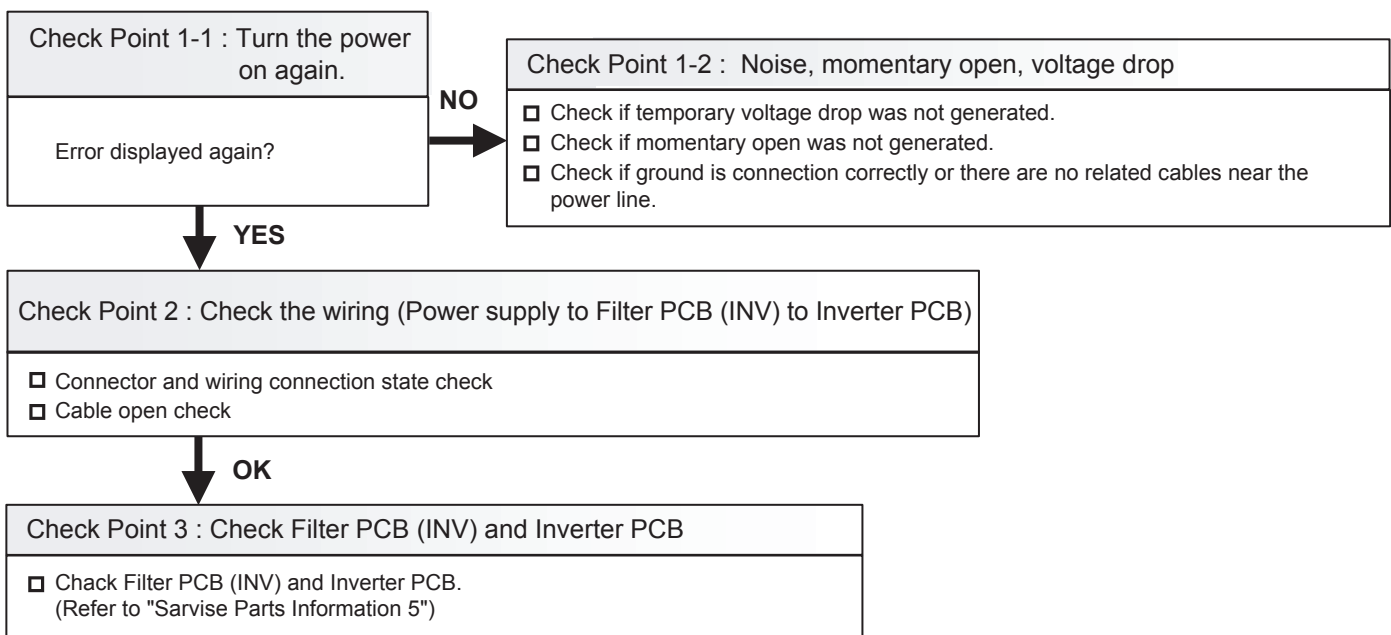 Check Point 1-1 : Turn the power
on again.
Error displayed again?
NO
Check Point 1-2 : Noise, momentary open, voltage drop
Check if temporary voltage drop was not generated.
Check if momentary open was not generated.
Check if ground is connection correctly or there are no related cables near the
power line.
YES
Check Point 2 : Check the wiring (Power supply to Filter PCB (INV) to Inverter PCB)
Connector and wiring connection state check
Cable open check
OK
Check Point 3 : Check Filter PCB (INV) and Inverter PCB
Chack Filter PCB (INV) and Inverter PCB.
(Refer to "Sarvise Parts Information 5")